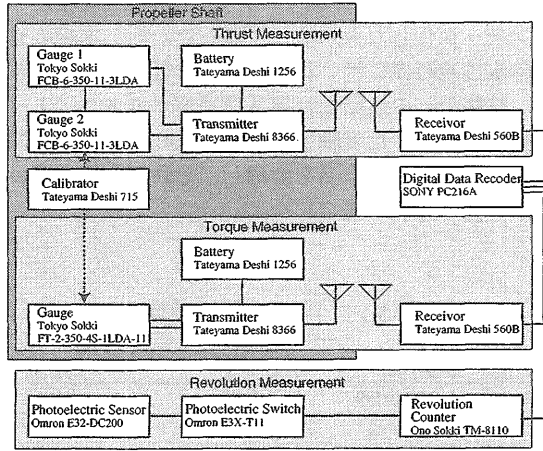 Propeller Shaft
Thrust Measurement
Gauge 1
Tokyo Sokki
FCB-6-350-11-3LDA
Battery
Tateyama Deshi 1256
Gauge 2
Tokyo Sokki
FCB-6-350-11-3LDA
Transmitter
Tateyama Deshi 8366.
Receivor
Tateyama Deshi 560B
Calibrator
Tateyama Deshi 715
Digital Data Recoder
SONY PC216A
Torque Measurement
Battery
Tateyama Deshi 1256
Gauge
Tokyo Sokki
FT-2-350-4S-1LDA-11
Transmitter
Tateyama Deshi 8366
Receivor
Tateyama Deshi 560B
Revolution Measurement
Photoelectric Sensor
Omron E32-DC200
Photoelectric Switch
Omron E3X-T11
Revolution
Counter
Ono Sokki TM-8110